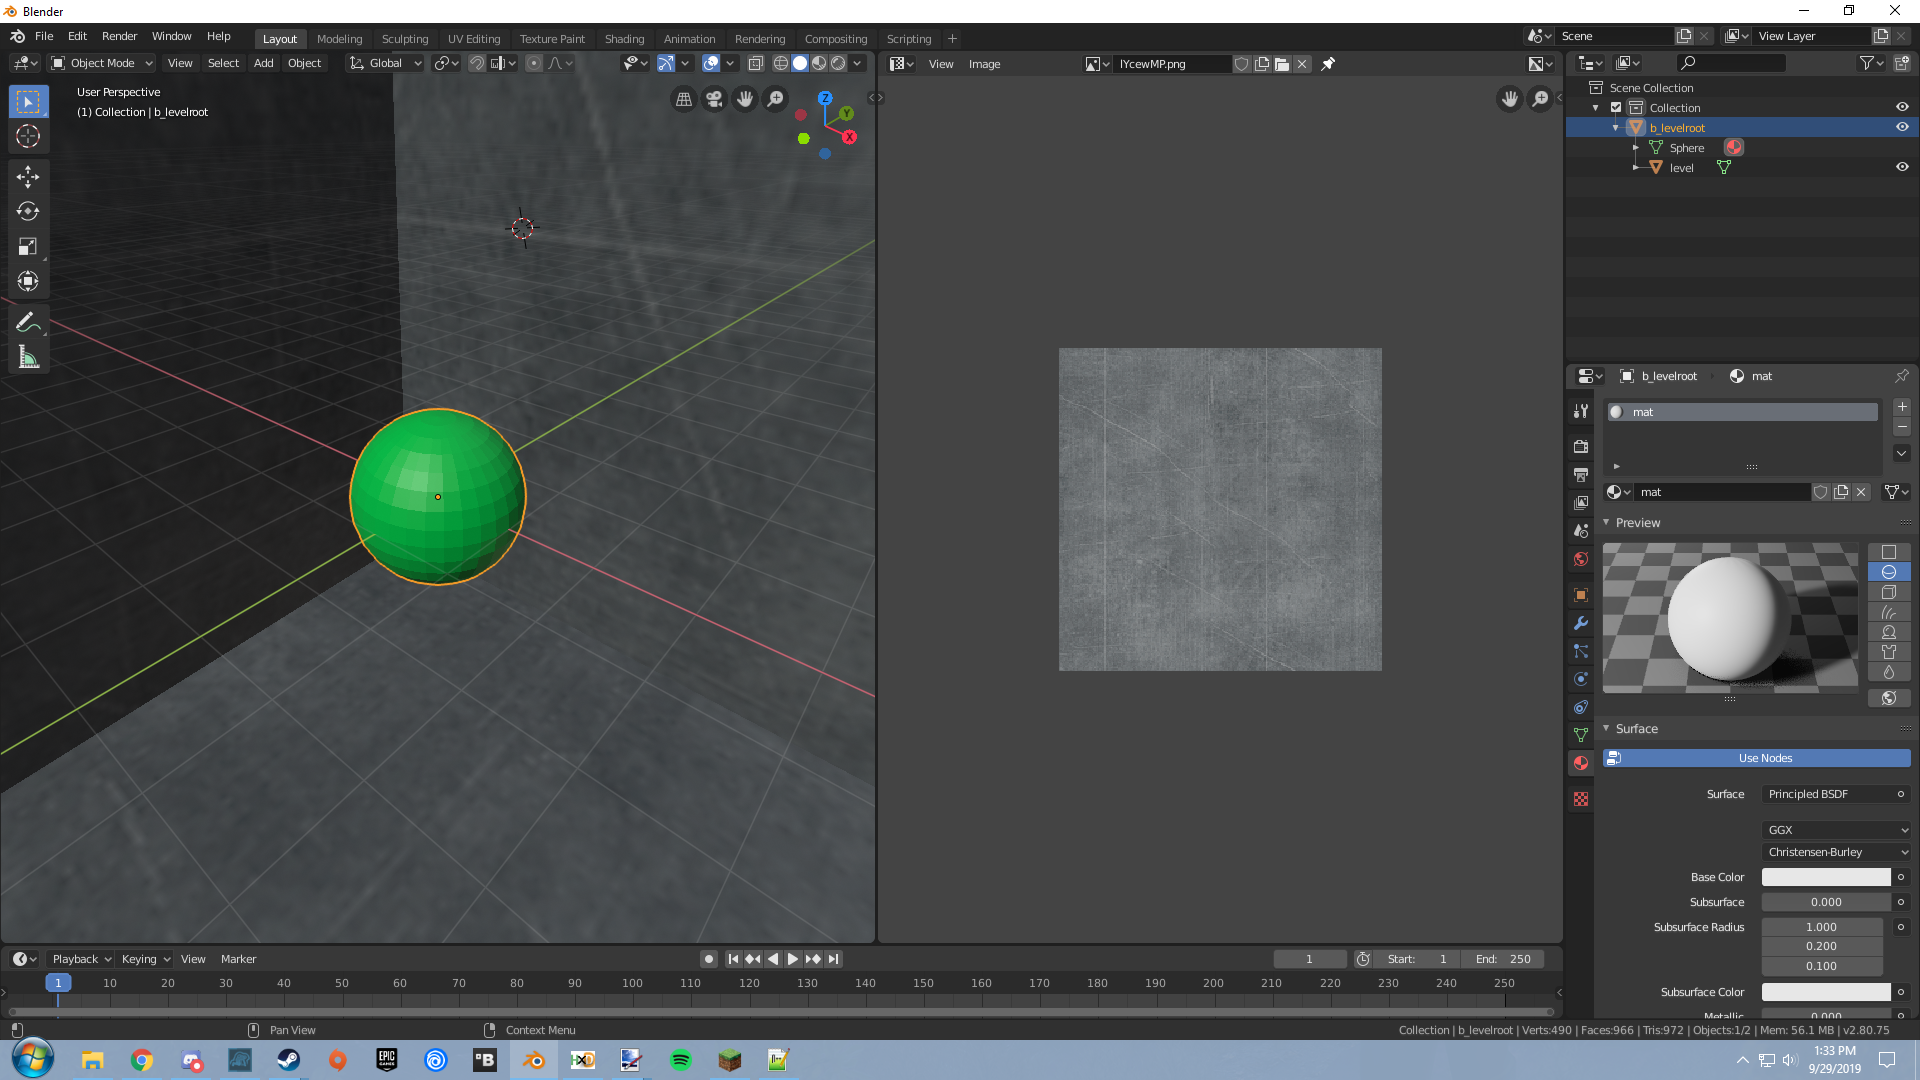 Blender
File Edit Render Window Help
Layout Modeling Sculpting UV Editing Texture Paint Shading Animation Rendering Compositing Scripting
Scene
View Layer
Object Mode View Select Add Object Global
View Image lYcewMP.png
User Perspective
(1) Collection | b_levelroot
Z
Y
X
Scene Collection
Collection
b_levelroot
Sphere
level
b_levelroot mat
mat
mat
Preview
Surface
Use Nodes
Surface Principled BSDF
GGX
Christensen-Burley
Base Color
Subsurface 0.000
Subsurface Radius 1.000
0.200
0.100
Subsurface Color
Metallic 0.000
Playback Keying View Marker
1 Start: 1 End: 250
1 10 20 30 40 50 60 70 80 90 100 110 120 130 140 150 160 170 180 190 200 210 220 230 240 250
Pan View
Context Menu
Collection | b_levelroot | Verts:490 | Faces:966 | Tris:972 | Objects:1/2 | Mem: 56.1 MB | v2.80.75
EPIC
GAMES
B
1:33 PM
9/29/2019